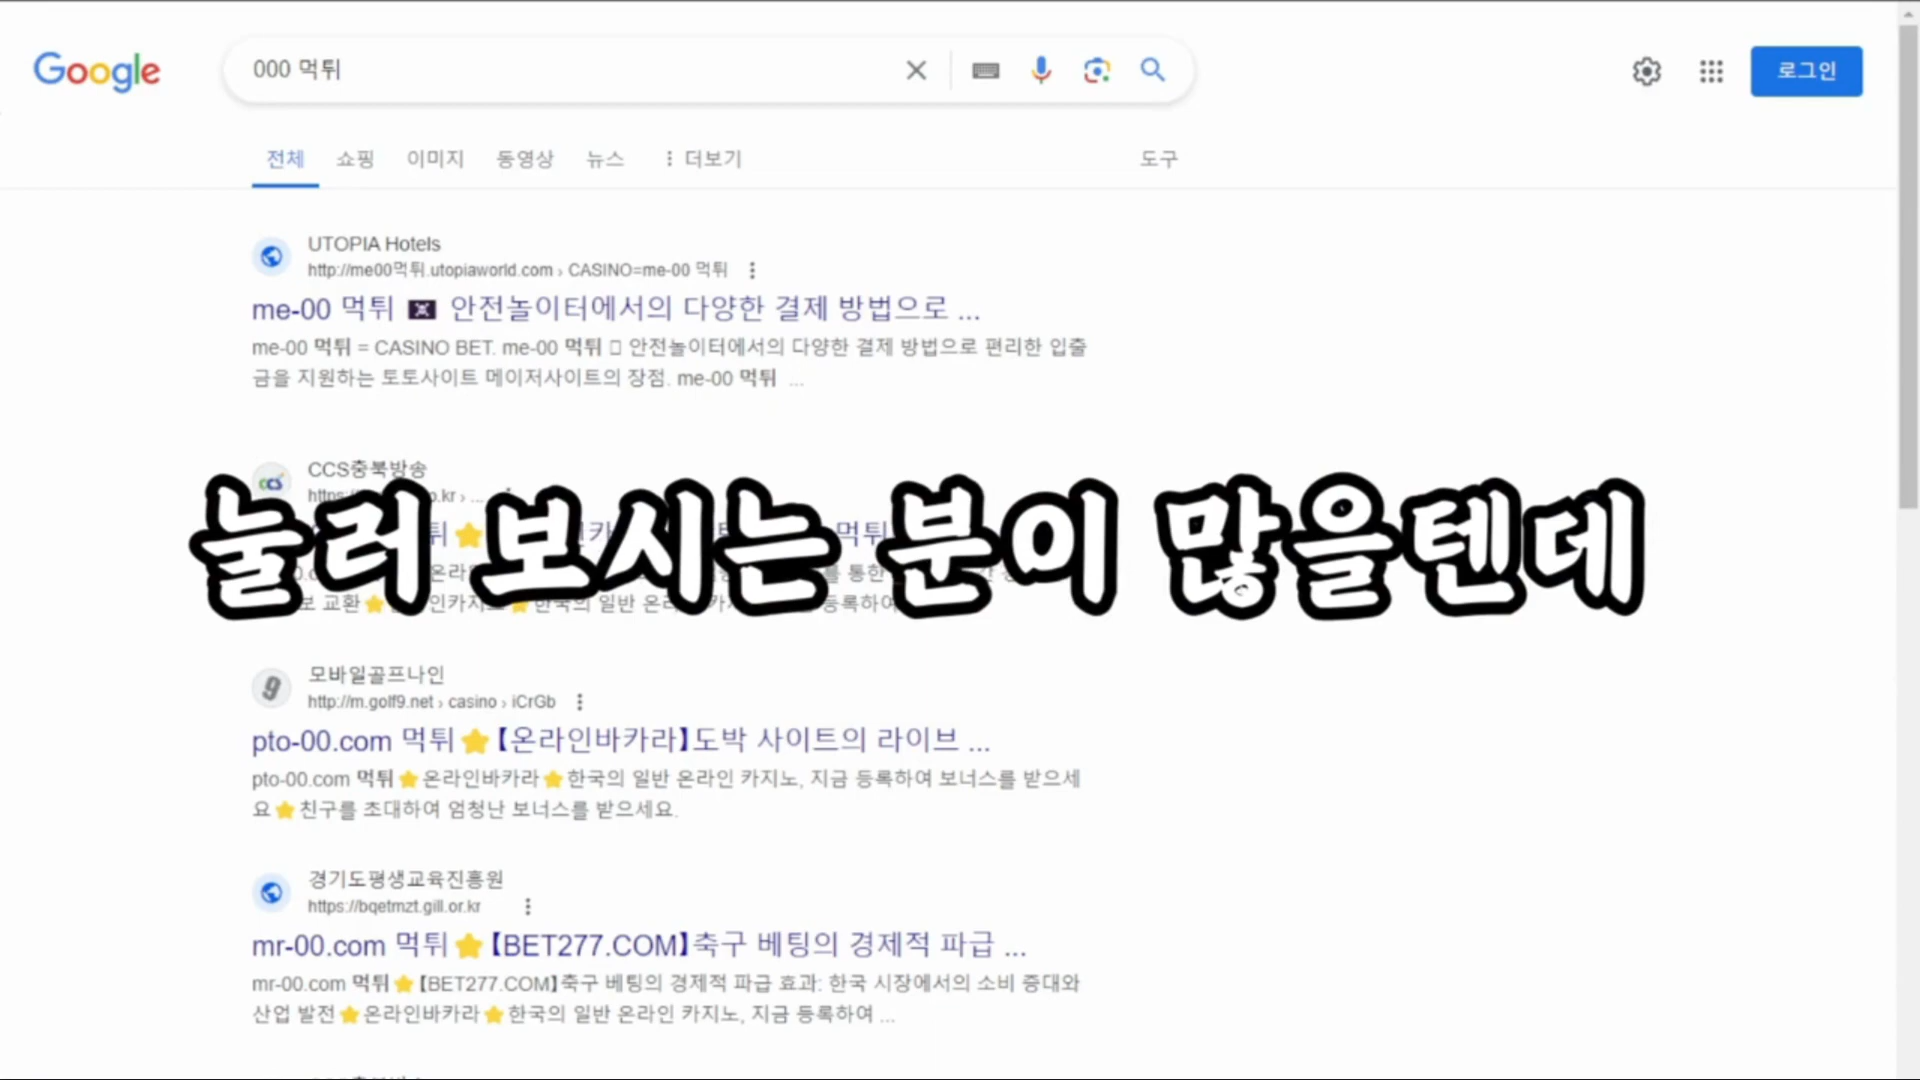 Google
000 먹튀
로그인
전체 쇼핑 이미지 동영상 뉴스 더보기 도구
UTOPIA Hotels
http://me00먹튀.utopiaworld.com › CASINO=me-00 먹튀
me-00 먹튀 안전놀이터에서의 다양한 결제 방법으로 ...
me-00 먹튀 = CASINO BET. me-00 먹튀 안전놀이터에서의 다양한 결제 방법으로 편리한 입출
금을 지원하는 토토사이트 메이저사이트의 장점. me-00 먹튀 ...
CCS충북방송
눌러 보시는 분이 많을텐데
모바일골프나인
http://m.golf9.net › casino › iCrGb
pto-00.com 먹튀⭐【온라인바카라】도박 사이트의 라이브 ...
pto-00.com 먹튀⭐온라인바카라⭐한국의 일반 온라인 카지노, 지금 등록하여 보너스를 받으세
요⭐친구를 초대하여 엄청난 보너스를 받으세요.
경기도평생교육진흥원
https://bqetmzt.gill.or.kr
mr-00.com 먹튀⭐【BET277.COM】축구 베팅의 경제적 파급 ...
mr-00.com 먹튀⭐【BET277.COM】축구 베팅의 경제적 파급 효과: 한국 시장에서의 소비 증대와
산업 발전⭐온라인바카라⭐한국의 일반 온라인 카지노, 지금 등록하여 ...